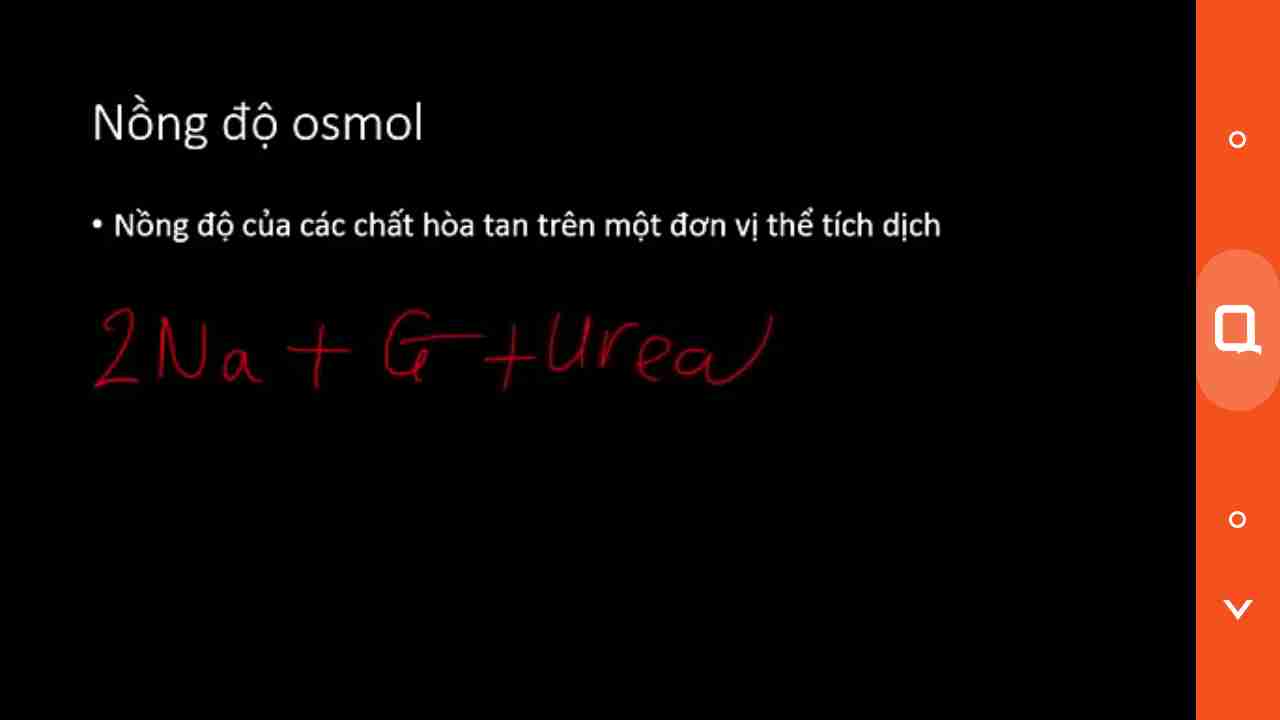 Nồng độ osmol
• Nồng độ của các chất hòa tan trên một đơn vị thể tích dịch
2Na + G + Urea